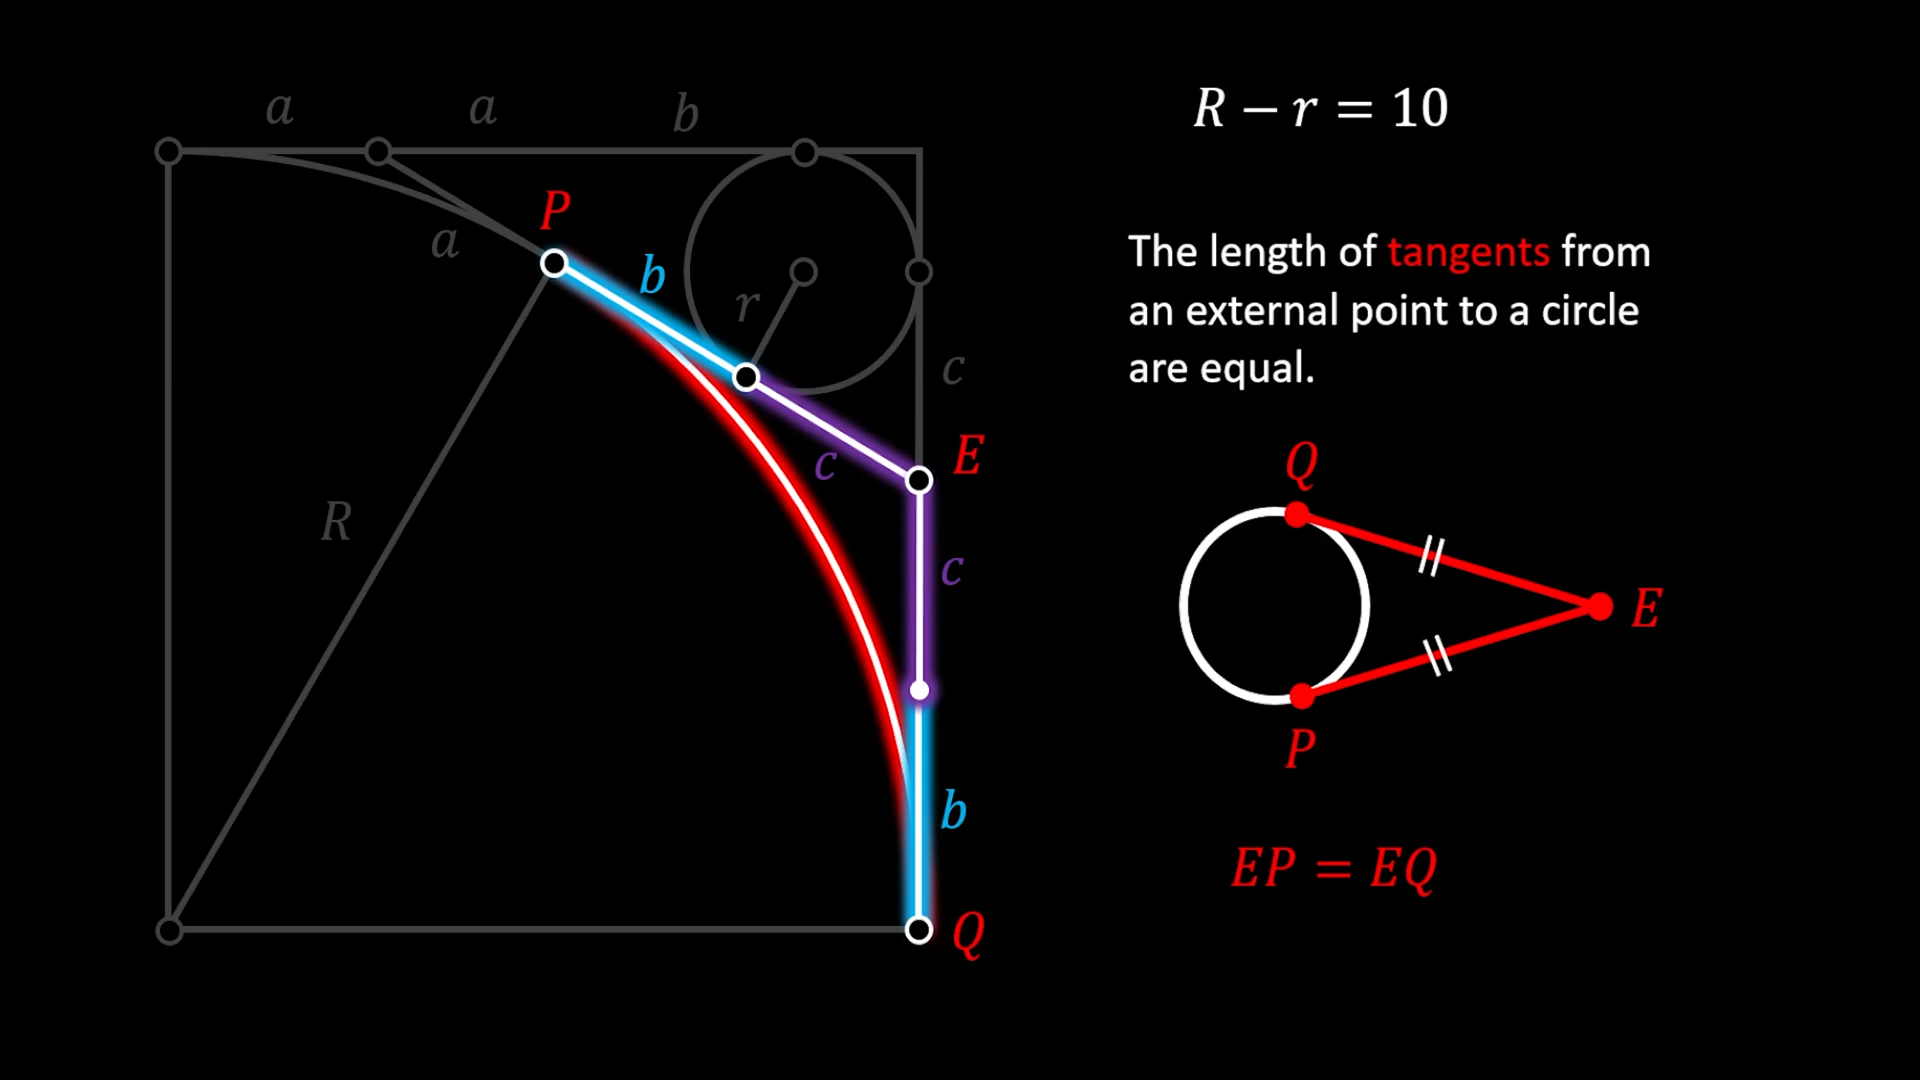 a a b
P
a
b
r
c
c
E
R
c
b
Q
R − r = 10
The length of tangents from
an external point to a circle
are equal.
Q
E
P
EP = EQ